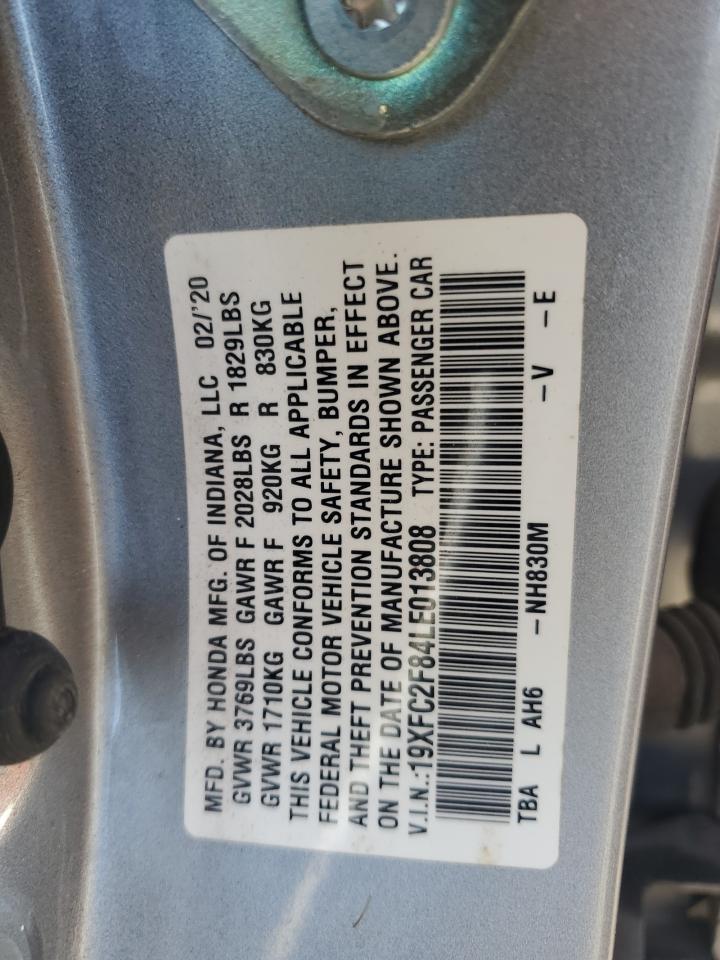 MFD. BY HONDA MFG. OF INDIANA, LLC 02/'20
GVWR 3769LBS GAWR F 2028LBS R 1829LBS
GVWR 1710KG GAWR F 920KG R 830KG
THIS VEHICLE CONFORMS TO ALL APPLICABLE
FEDERAL MOTOR VEHICLE SAFETY, BUMPER,
AND THEFT PREVENTION STANDARDS IN EFFECT
ON THE DATE OF MANUFACTURE SHOWN ABOVE.
V.I.N.:19XFC2F84LE013808 TYPE: PASSENGER CAR
TBA L AH6 -NH830M -V -E